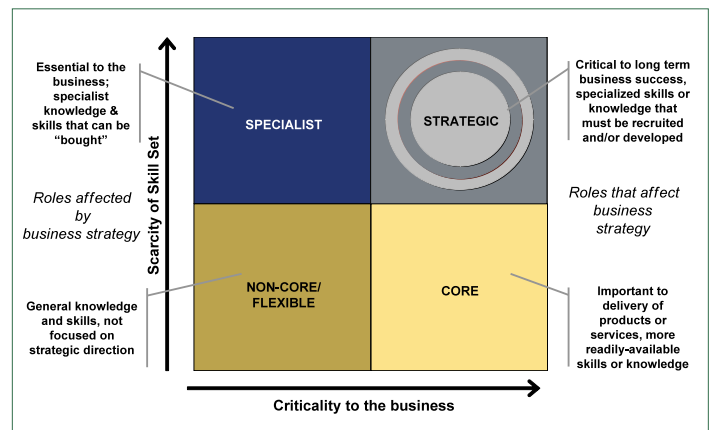 Essential to the
business;
specialist
knowledge &
skills that can be
“bought”
SPECIALIST
STRATEGIC
Critical to long term
business success,
specialized skills or
knowledge that
must be recruited
and/or developed
Scarcity of Skill Set
Roles affected
by
business strategy
Roles that affect
business
strategy
General knowledge
and skills, not
focused on
strategic direction
NON-CORE/
FLEXIBLE
CORE
Important to
delivery of
products or
services, more
readily-available
skills or knowledge
Criticality to the business